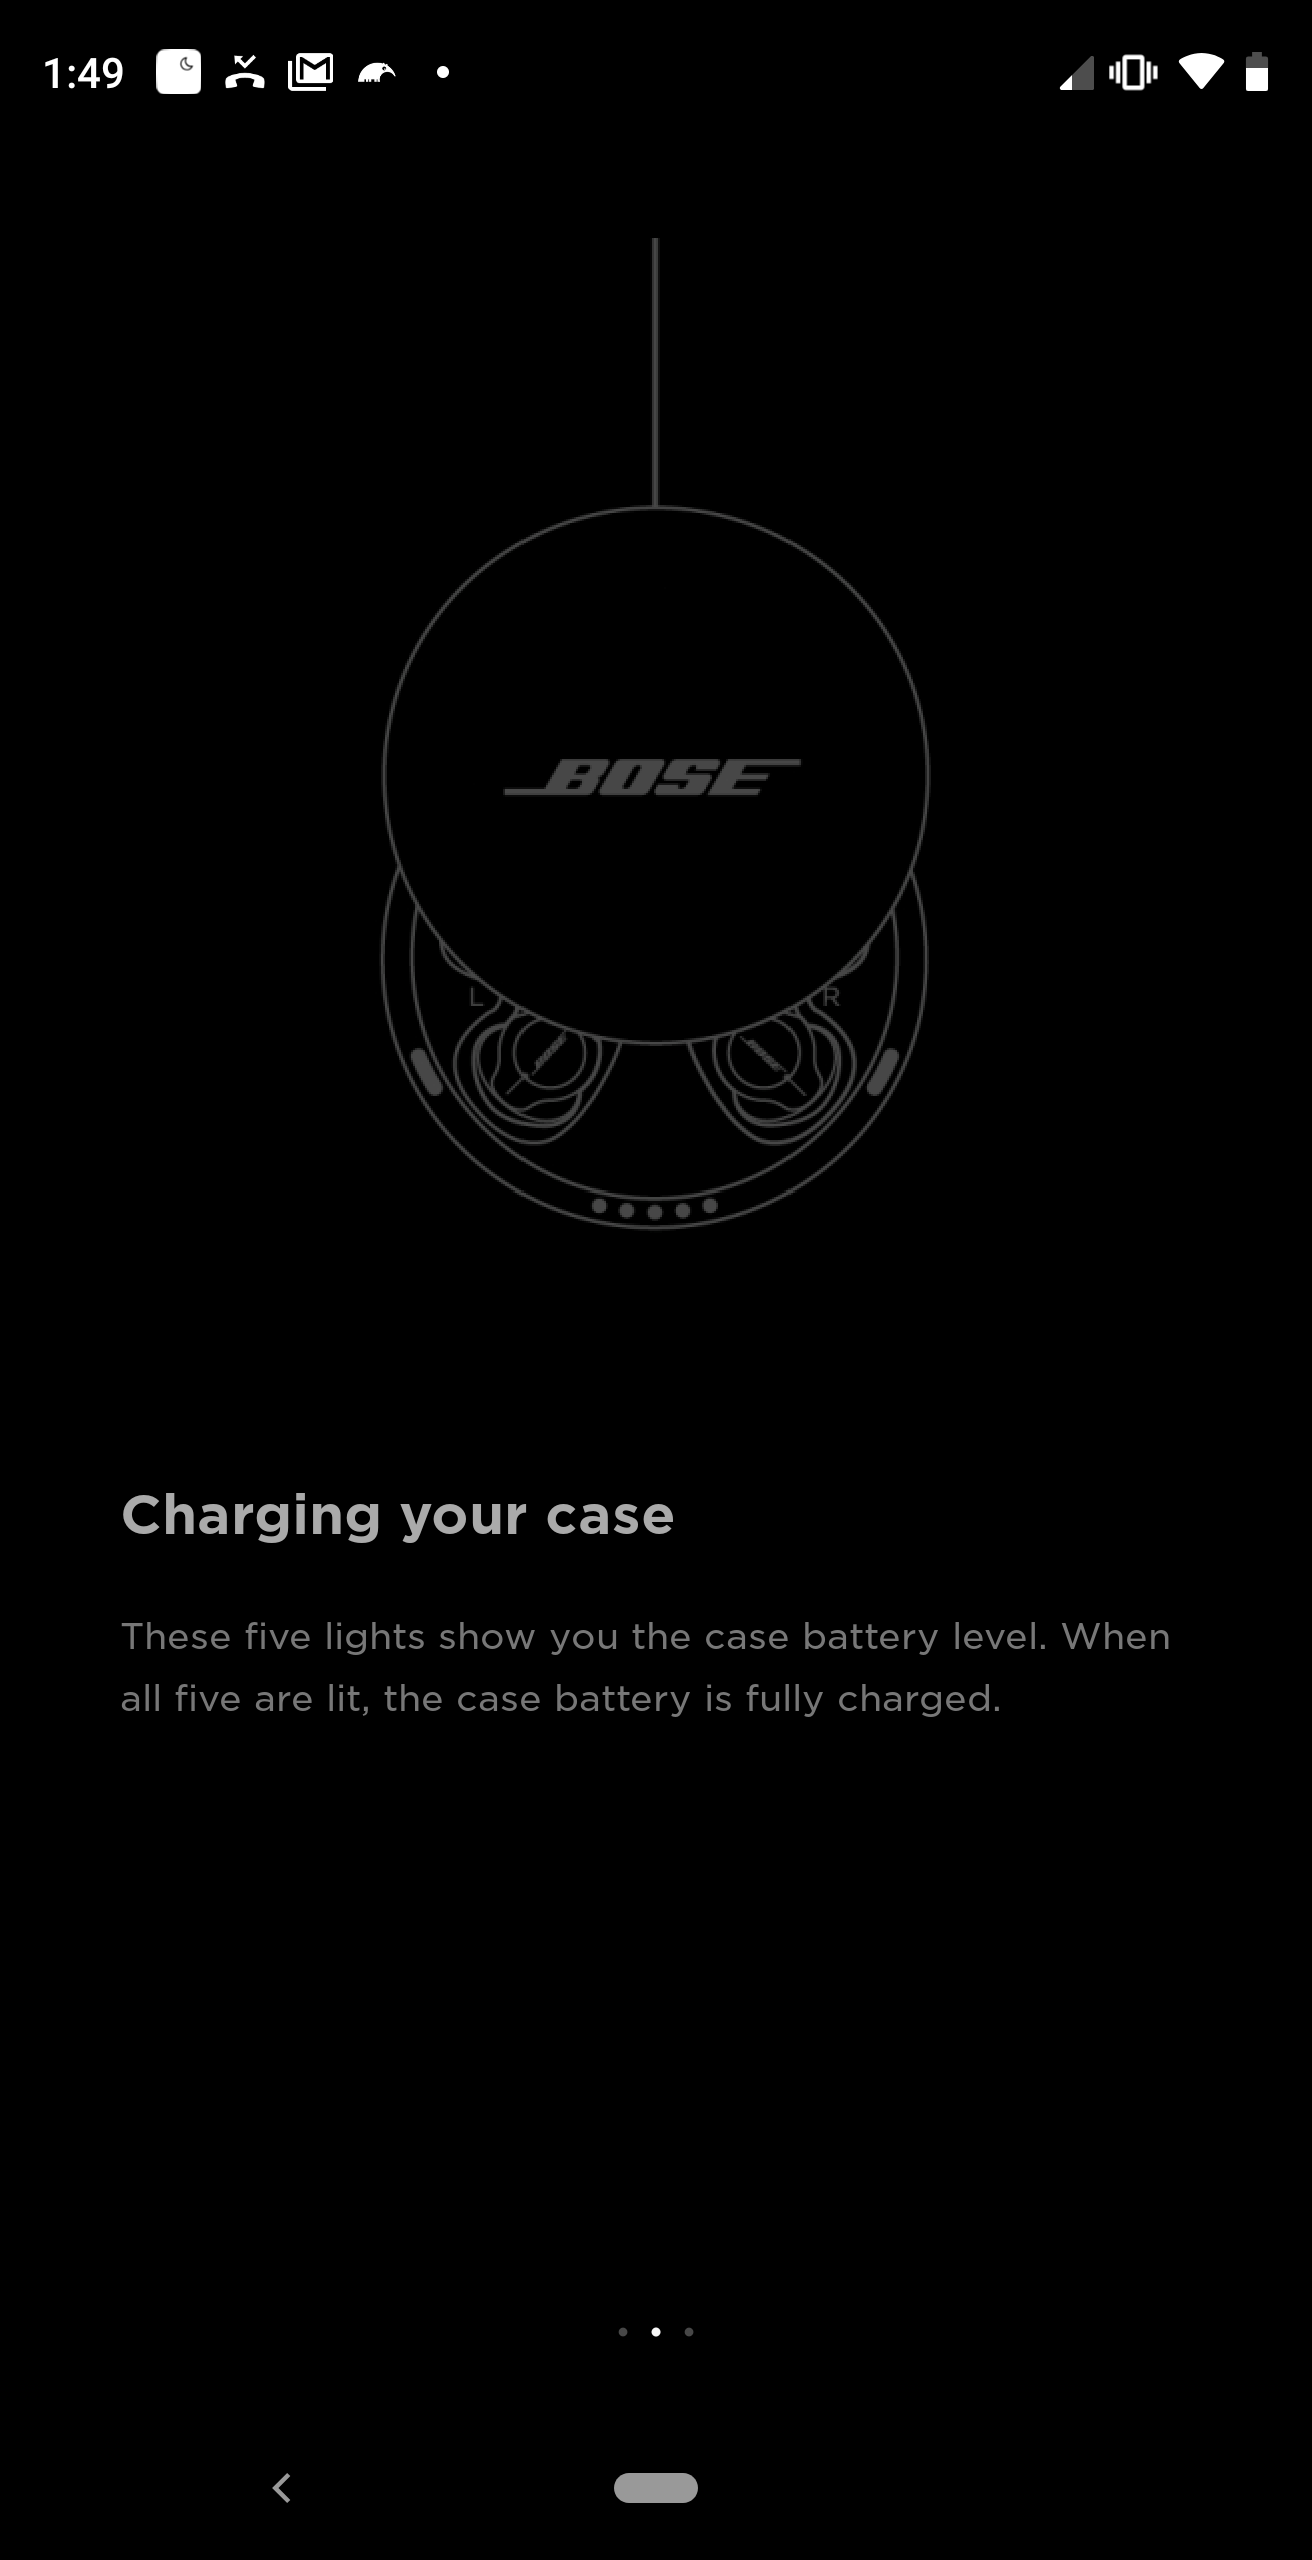 1:49
BOSE
L
R
Charging your case
These five lights show you the case battery level. When
all five are lit, the case battery is fully charged.